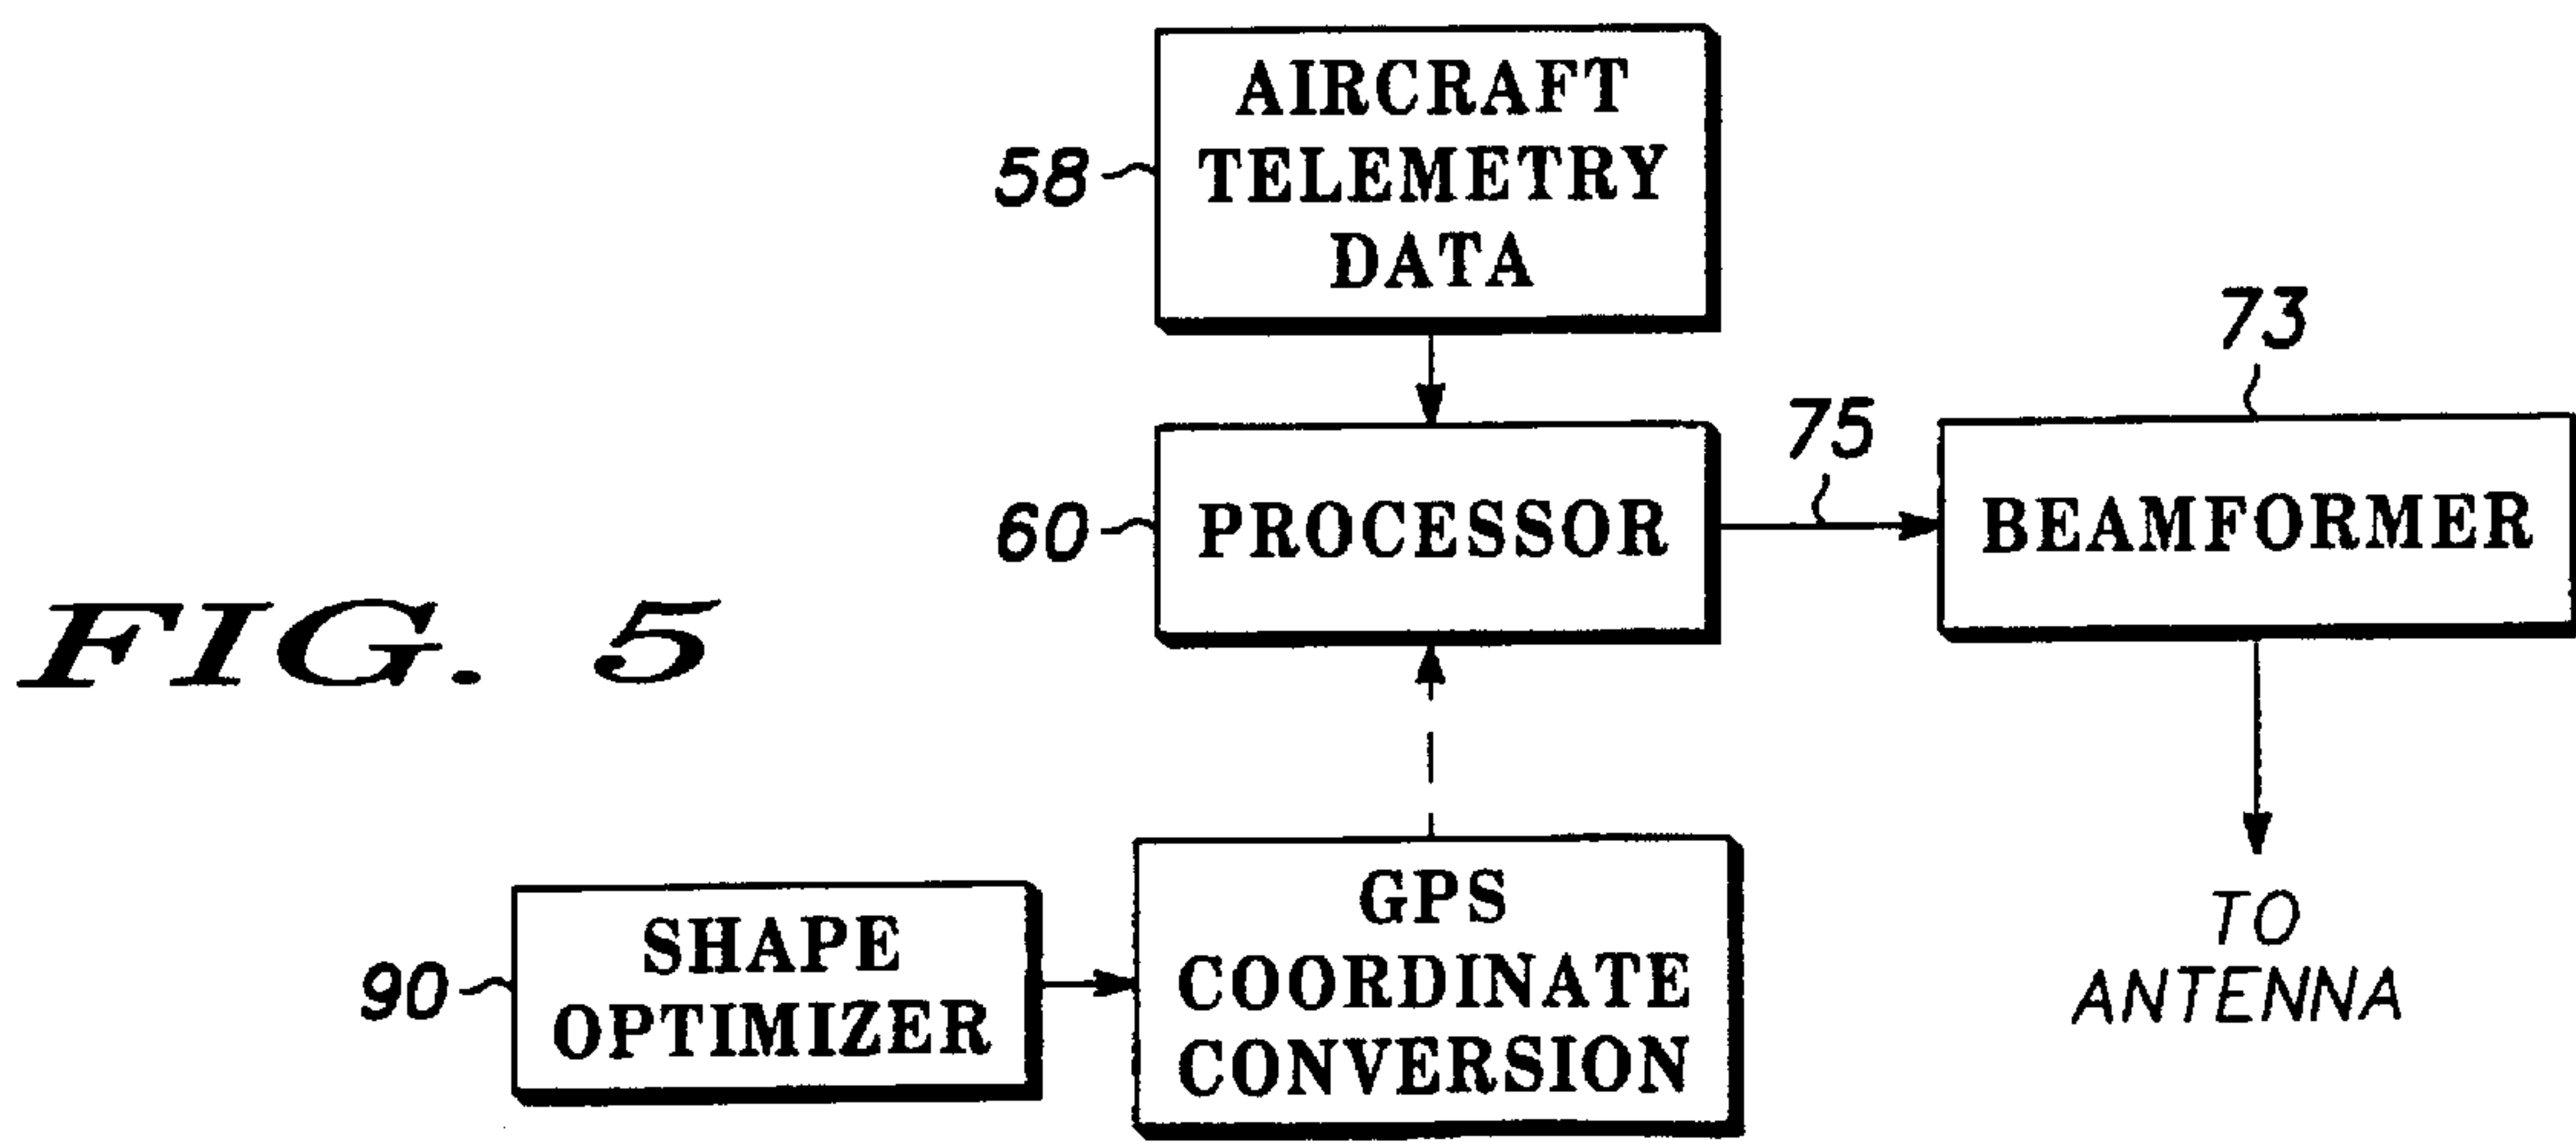 AIRCRAFT
TELEMETRY
DATA
58
73
75
PROCESSOR
60
BEAMFORMER
FIG. 5
SHAPE
OPTIMIZER
90
GPS
COORDINATE
CONVERSION
TO
ANTENNA